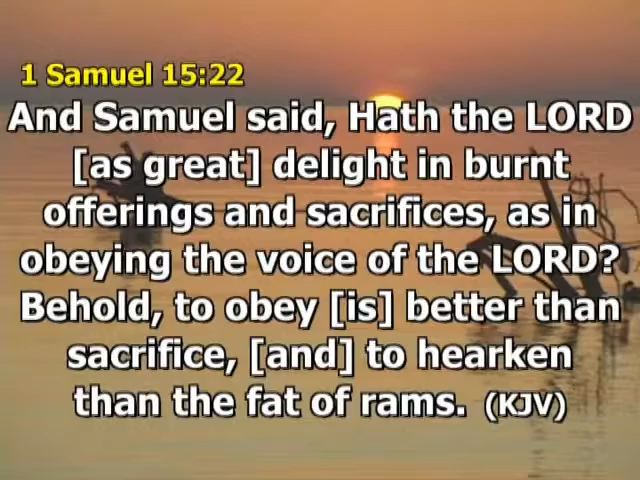 1 Samuel 15:22
And Samuel said, Hath the LORD
[as great] delight in burnt
offerings and sacrifices, as in
obeying the voice of the LORD?
Behold, to obey [is] better than
sacrifice, [and] to hearken
than the fat of rams. (KJV)